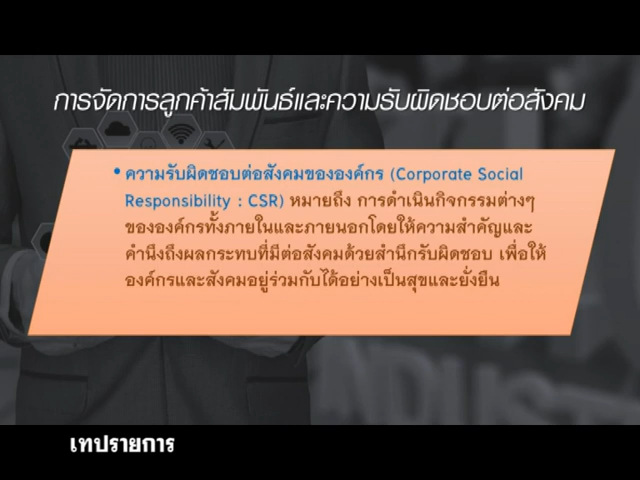 การจัดการลูกค้าสัมพันธ์และความรับผิดชอบต่อสังคม
• ความรับผิดชอบต่อสังคมขององค์กร (Corporate Social
Responsibility : CSR) หมายถึง การดำเนินกิจกรรมต่างๆ
ขององค์กรทั้งภายในและภายนอกโดยให้ความสำคัญและ
คำนึงถึงผลกระทบที่มีต่อสังคมด้วยสำนึกรับผิดชอบ เพื่อให้
องค์กรและสังคมอยู่ร่วมกับได้อย่างเป็นสุขและยั่งยืน
เทปรายการ